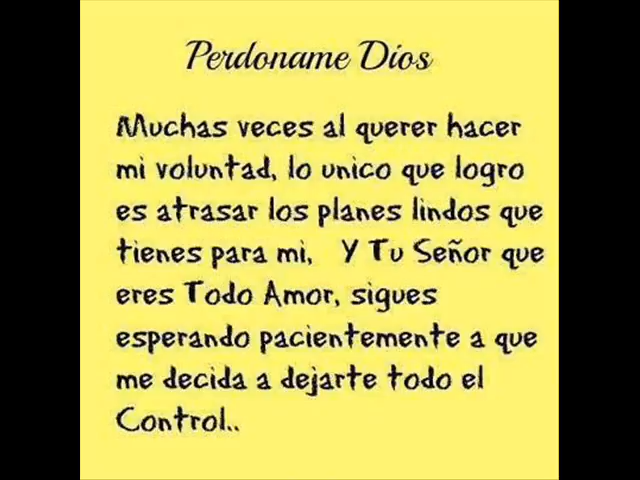 Perdoname Dios
Muchas veces al querer hacer
mi voluntad, lo unico que logro
es atrasar los planes lindos que
tienes para mi, Y Tu Señor que
eres Todo Amor, sigues
esperando pacientemente a que
me decida a dejarte todo el
Control..